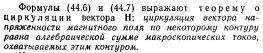 Формулы (44.6) и (44.7) выражают теорему о
циркуляции вектора Н: циркуляция вектора на-
пряженности магнитного поля по некоторому контуру
равна алгебраической сумме макроскопических токов,
охватываемых этим контуром.